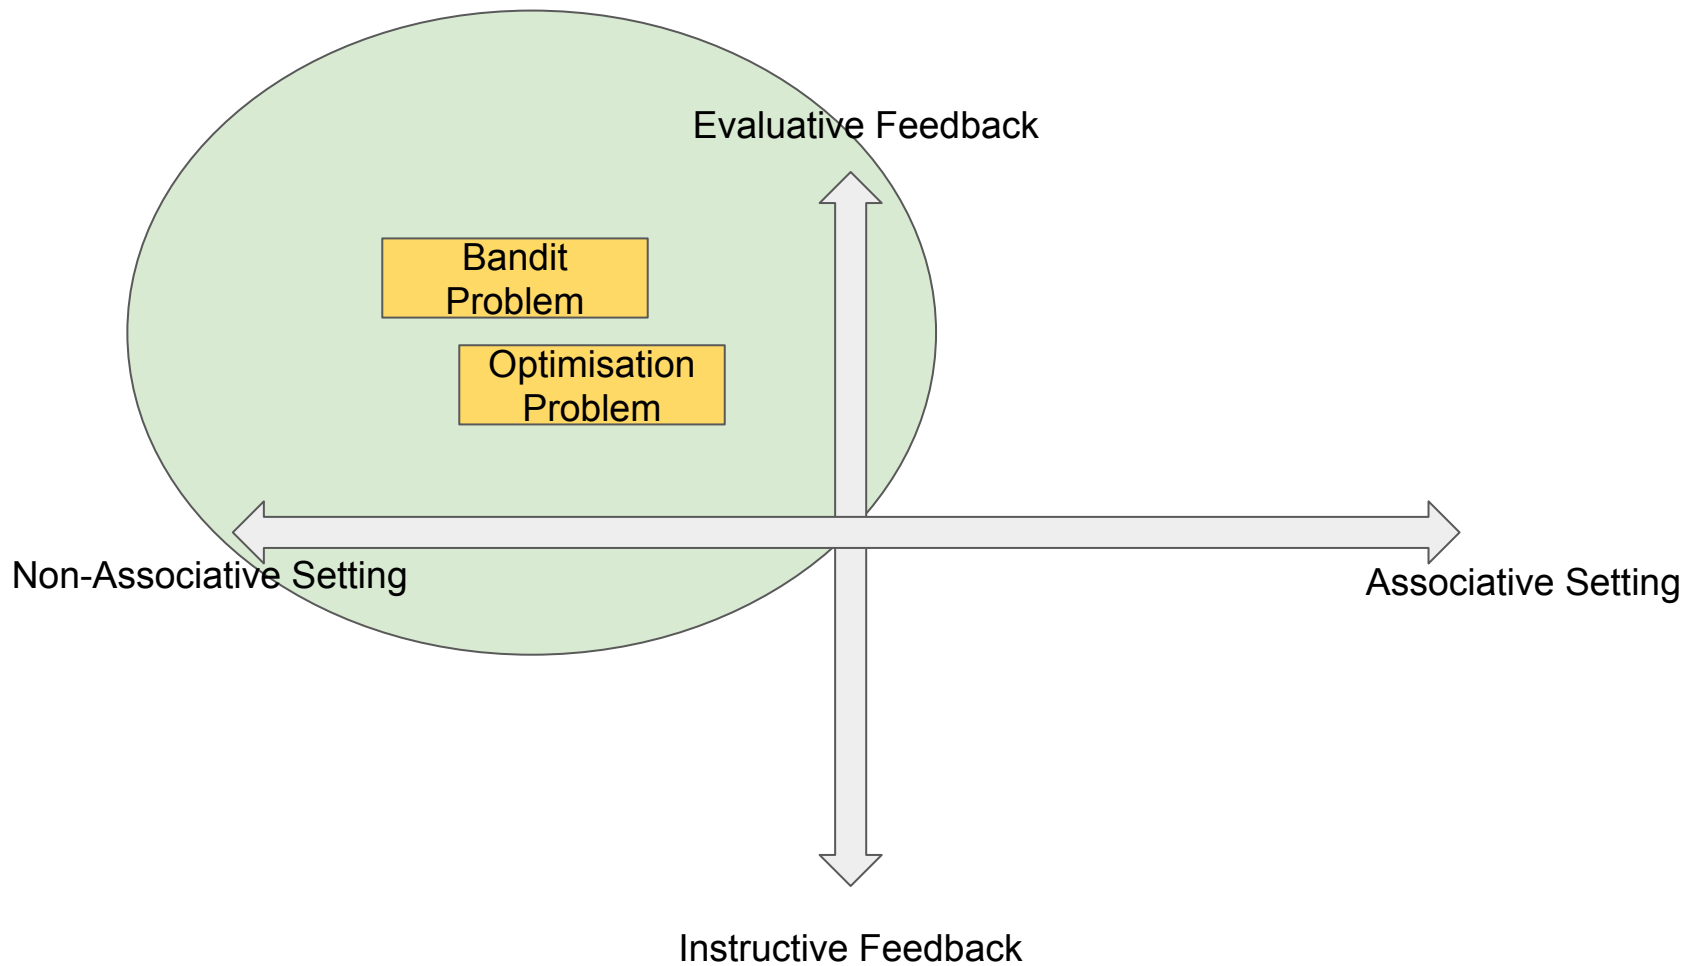 Evaluative Feedback
Bandit
Problem
Optimisation
Problem
Non-Associative Setting
Associative Setting
Instructive Feedback